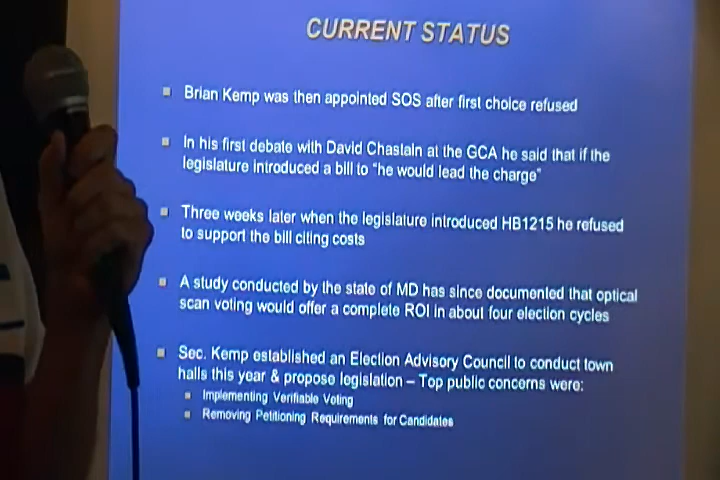 CURRENT STATUS
Brian Kemp was then appointed SOS after first choice refused
In his first debate with David Chastain at the GCA he said that if the
legislature introduced a bill to "he would lead the charge"
Three weeks later when the legislature introduced HB1215 he refused
to support the bill citing costs
A study conducted by the state of MD has since documented that optical
scan voting would offer a complete ROI in about four election cycles
Sec. Kemp established an Election Advisory Council to conduct town
halls this year & propose legislation – Top public concerns were:
Implementing Verifiable Voting
Removing Petitioning Requirements for Candidates